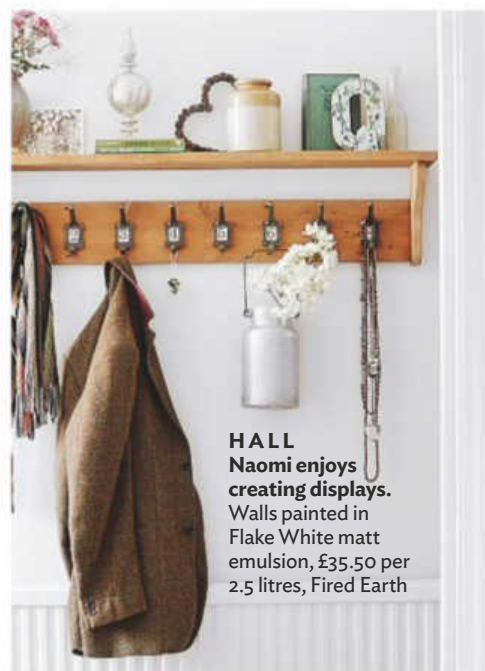 HALL
Naomi enjoys
creating displays.
Walls painted in
Flake White matt
emulsion, £35.50 per
2.5 litres, Fired Earth